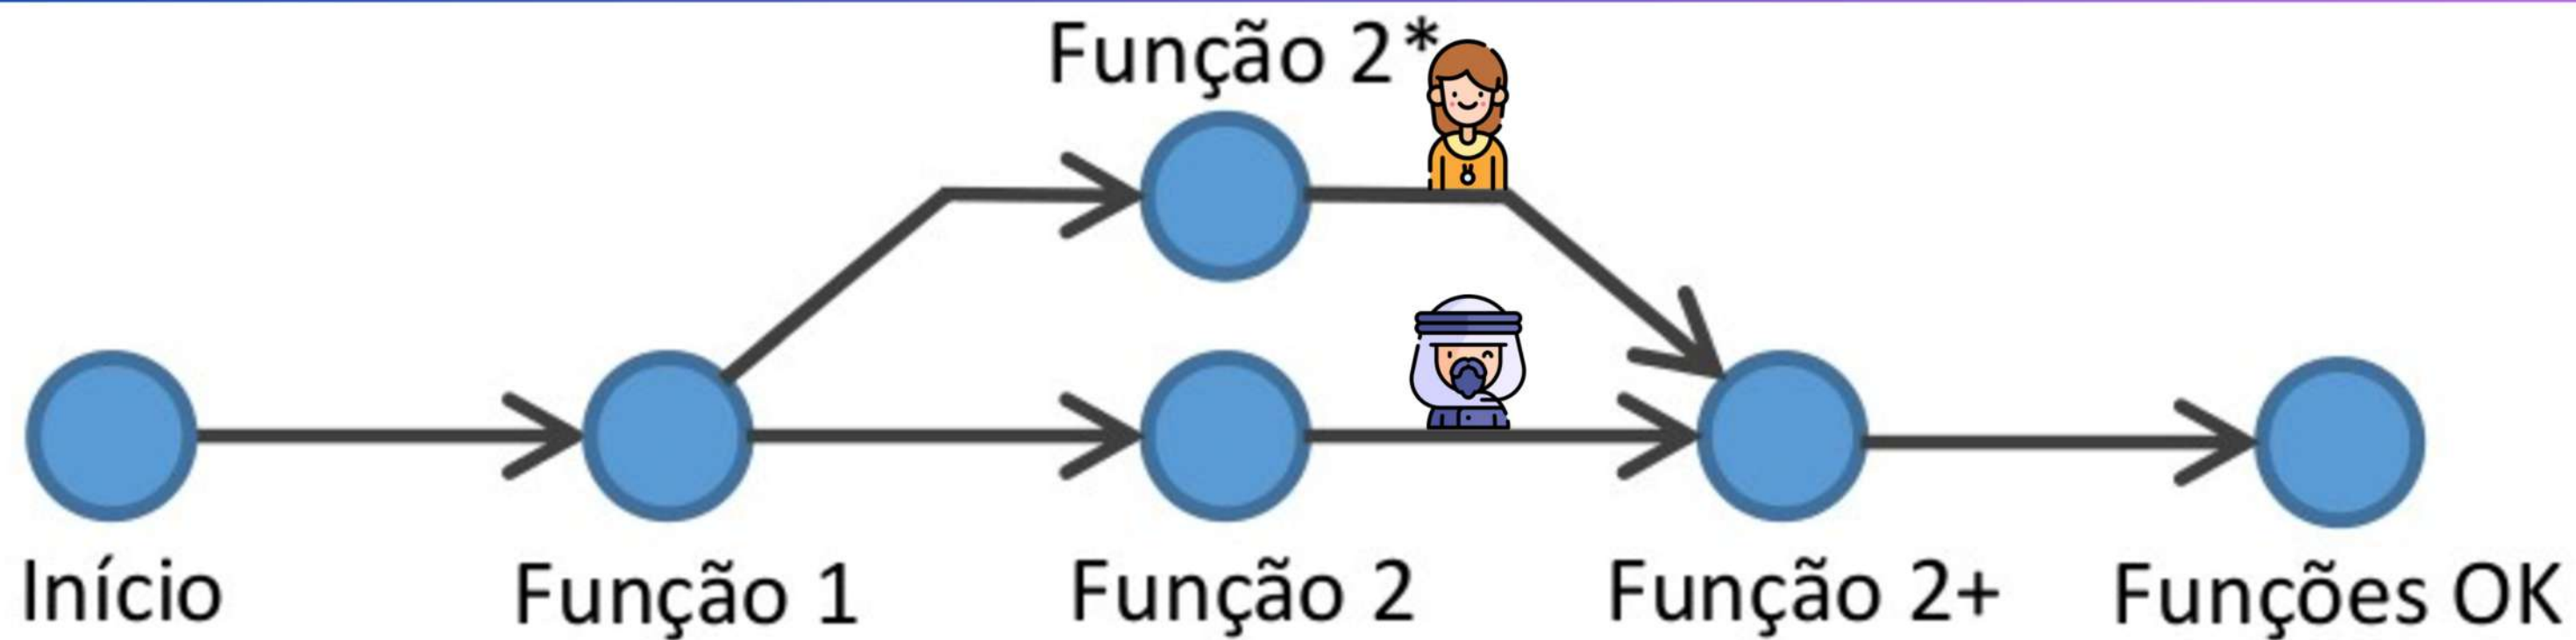 Função 2*
Início
Função 1
Função 2
Função 2+
Funções OK